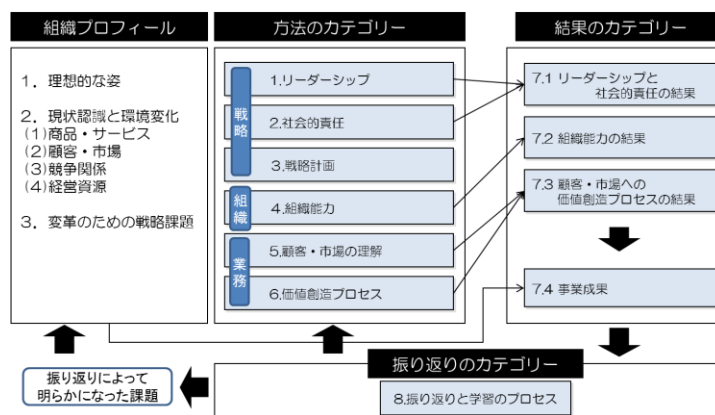 組織プロフィール
1．理想的な姿
2．現状認識と環境変化
(1)商品・サービス
(2)顧客・市場
(3)競争関係
(4)経営資源
3．変革のための戦略課題
方法のカテゴリー
戦略
1.リーダーシップ
2.社会的責任
3.戦略計画
組織
4.組織能力
業務
5.顧客・市場の理解
6.価値創造プロセス
結果のカテゴリー
7.1 リーダーシップと
社会的責任の結果
7.2 組織能力の結果
7.3 顧客・市場への
価値創造プロセスの結果
7.4 事業成果
振り返りのカテゴリー
8.振り返りと学習のプロセス
振り返りによって
明らかになった課題